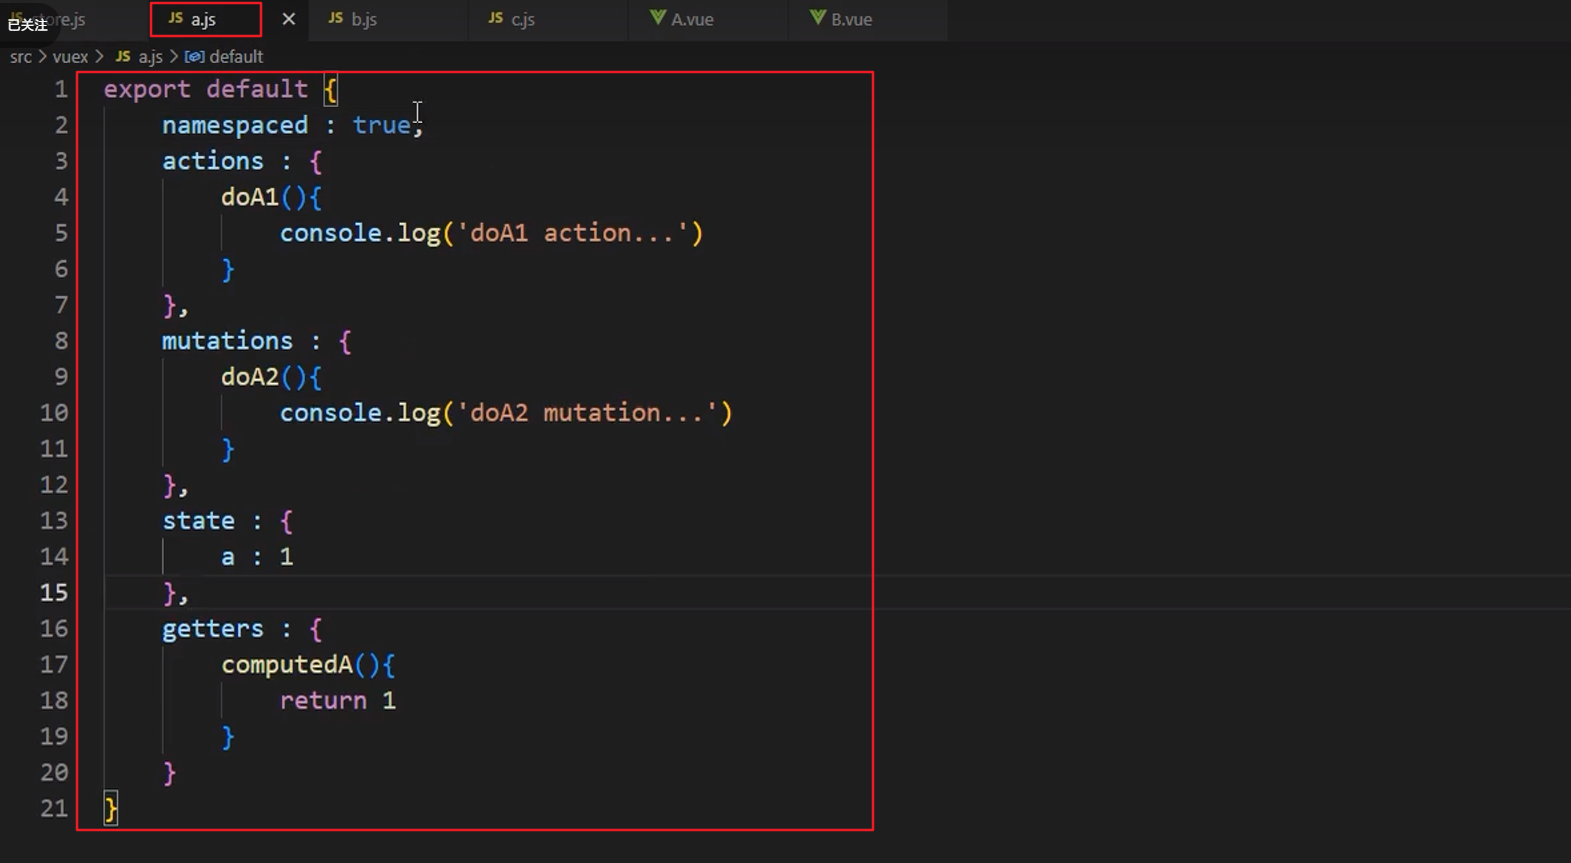 已关注
store.js
JS a.js
JS b.js
JS c.js
A.vue
B.vue
src > vuex > JS a.js > default
1 export default {
2 namespaced : true,
3 actions : {
4 doA1(){
5 console.log('doA1 action...')
6 }
7 },
8 mutations : {
9 doA2(){
10 console.log('doA2 mutation...')
11 }
12 },
13 state : {
14 a : 1
15 },
16 getters : {
17 computedA(){
18 return 1
19 }
20 }
21 }